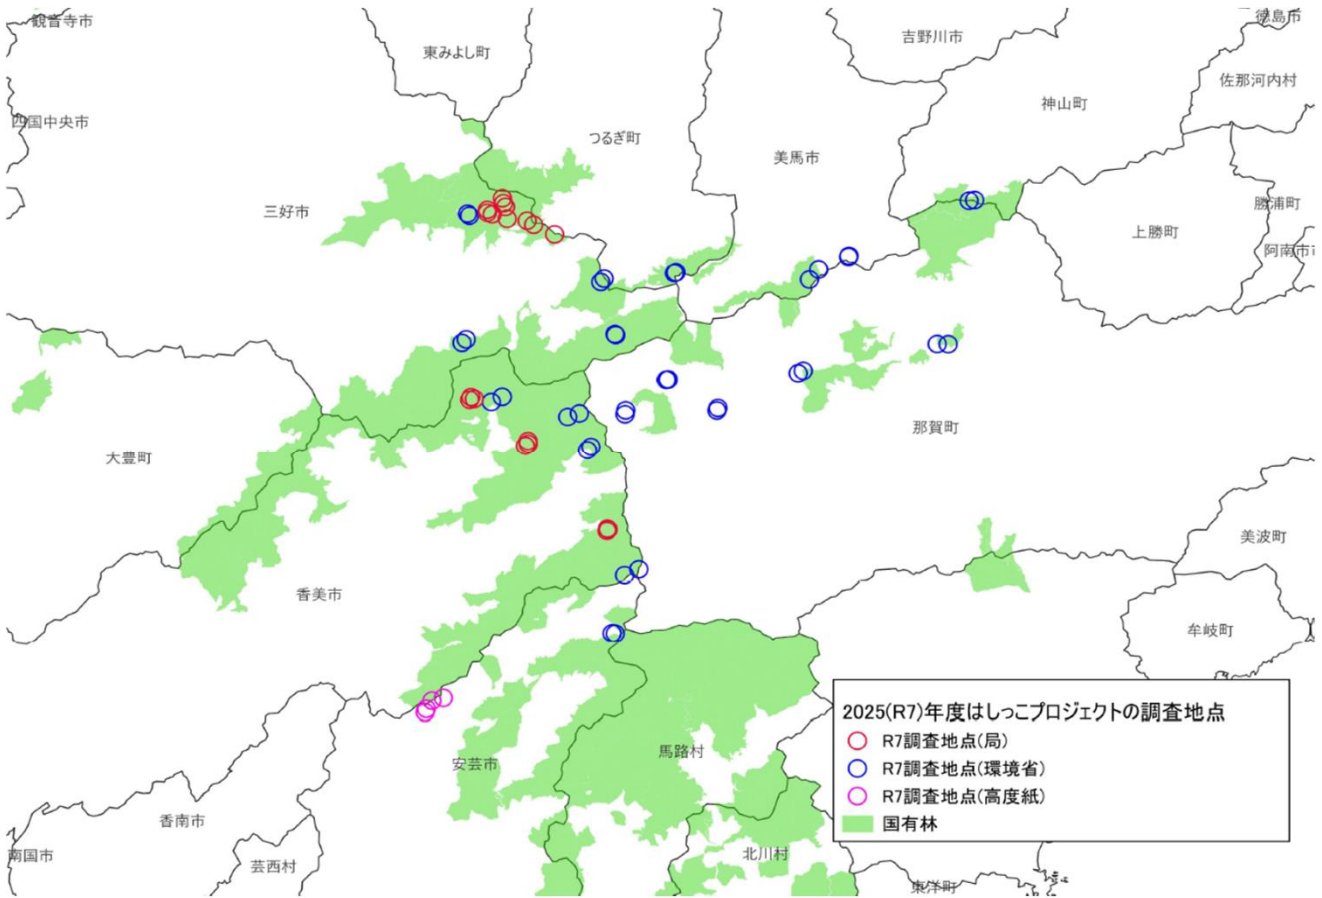 観音寺市
徳島市
吉野川市
東みよし町
佐那河内村
神山町
四国中央市
つるぎ町
美馬市
勝浦町
三好市
上勝町
阿南市
那賀町
大豊町
美波町
香美市
牟岐町
2025(R7)年度はしっこプロジェクトの調査地点
R7調査地点(局)
R7調査地点(環境省)
R7調査地点(高度紙)
国有林
馬路村
安芸市
香南市
南国市
北川村
芸西村
東洋町